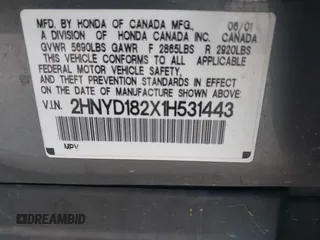 MFD. BY HONDA OF CANADA MFG., 06/01
A DIVISION OF HONDA CANADA INC. CANADA
GVWR 5690LBS GAWR F 2865LBS R 2920LBS
THIS VEHICLE CONFORMS TO ALL APPLICABLE
FEDERAL MOTOR VEHICLE SAFETY
AND THEFT PREVENTION STANDARDS IN EFFECT ON
THE DATE OF MANUFACTURE SHOWN ABOVE.
V.I.N. 2HNYD182X1H531443
MPV
DREAMBID